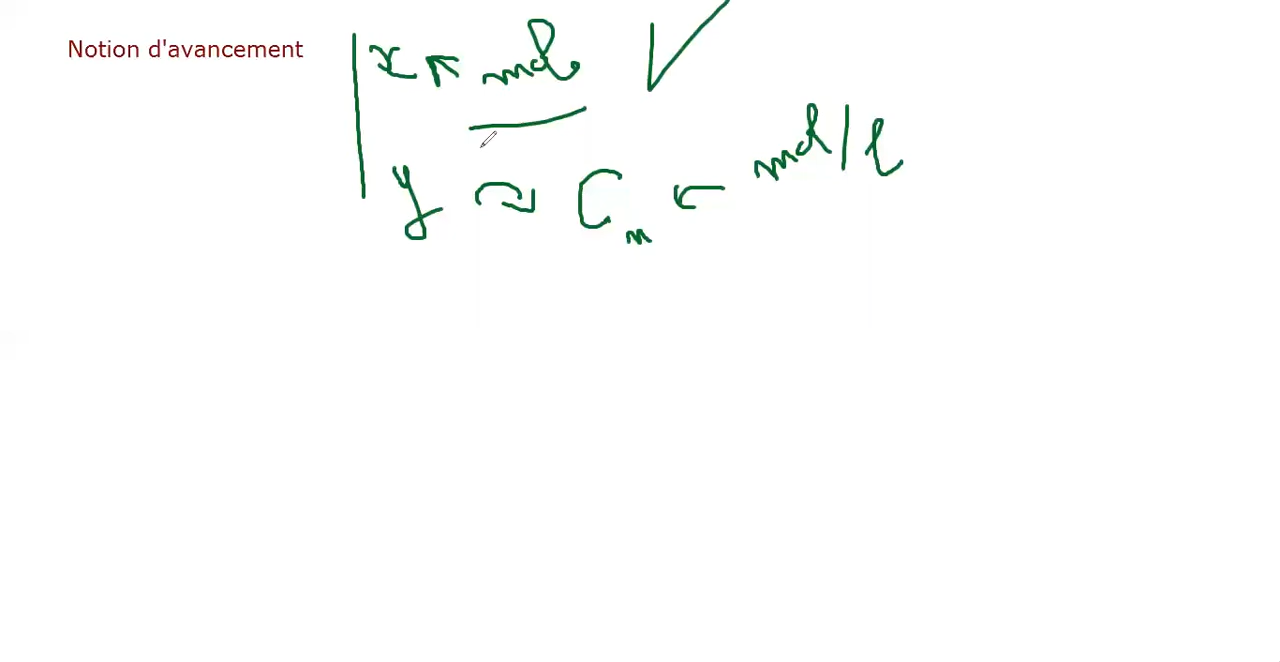 Notion d'avancement
x ← mol
y ~ Cm ← mol/l